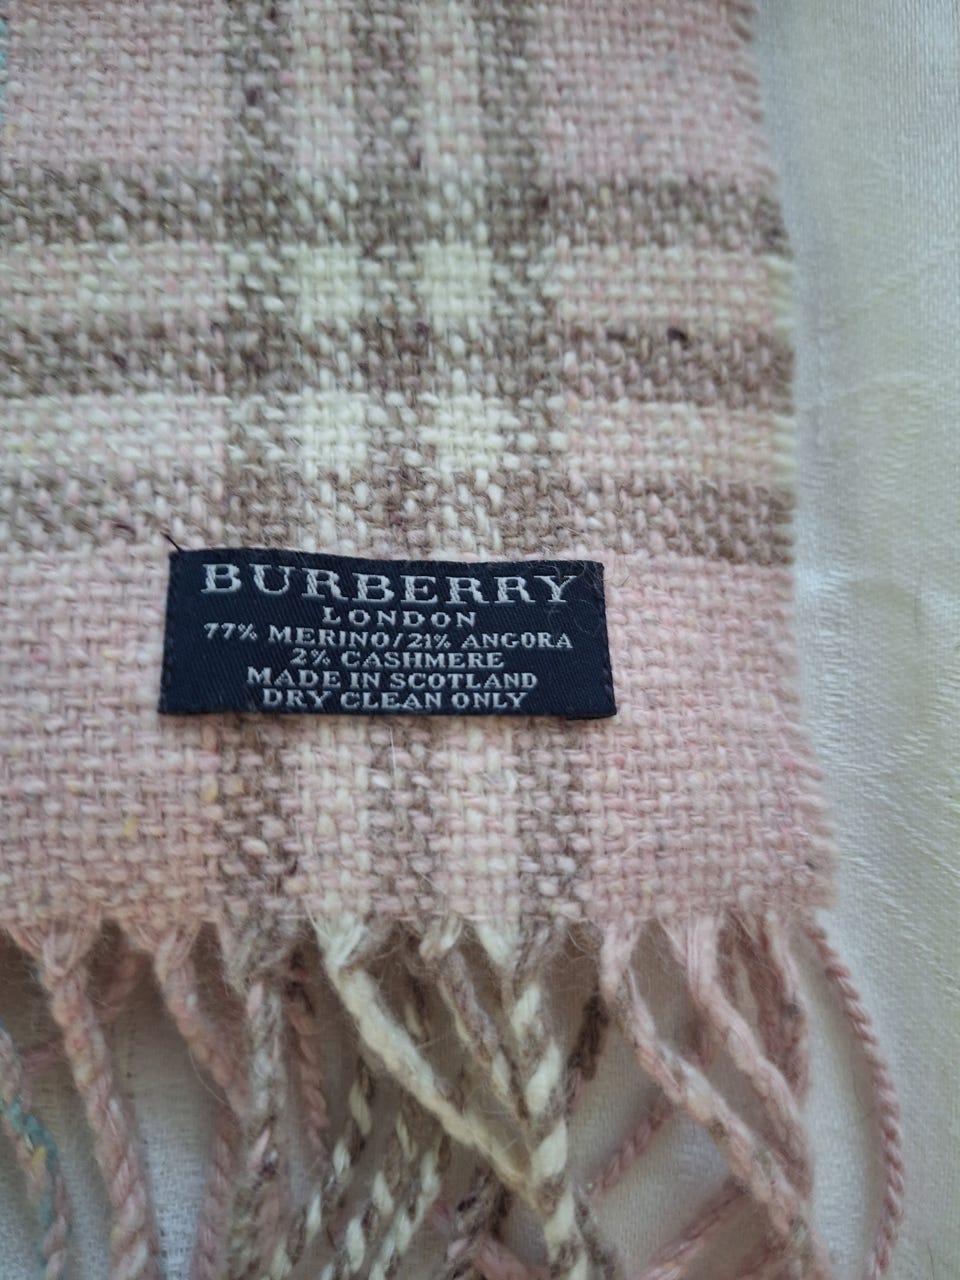 BURBERRY
LONDON
77% MERINO/21% ANGORA
2% CASHMERE
MADE IN SCOTLAND
DRY CLEAN ONLY